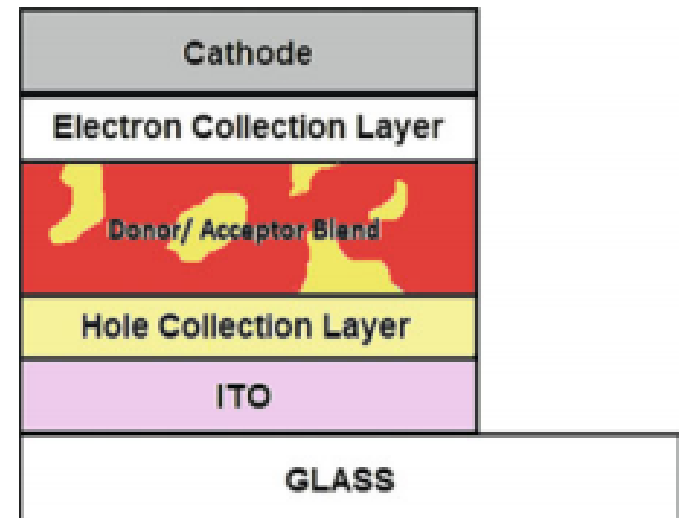 Cathode
Electron Collection Layer
Donor/ Acceptor Blend
Hole Collection Layer
ITO
GLASS